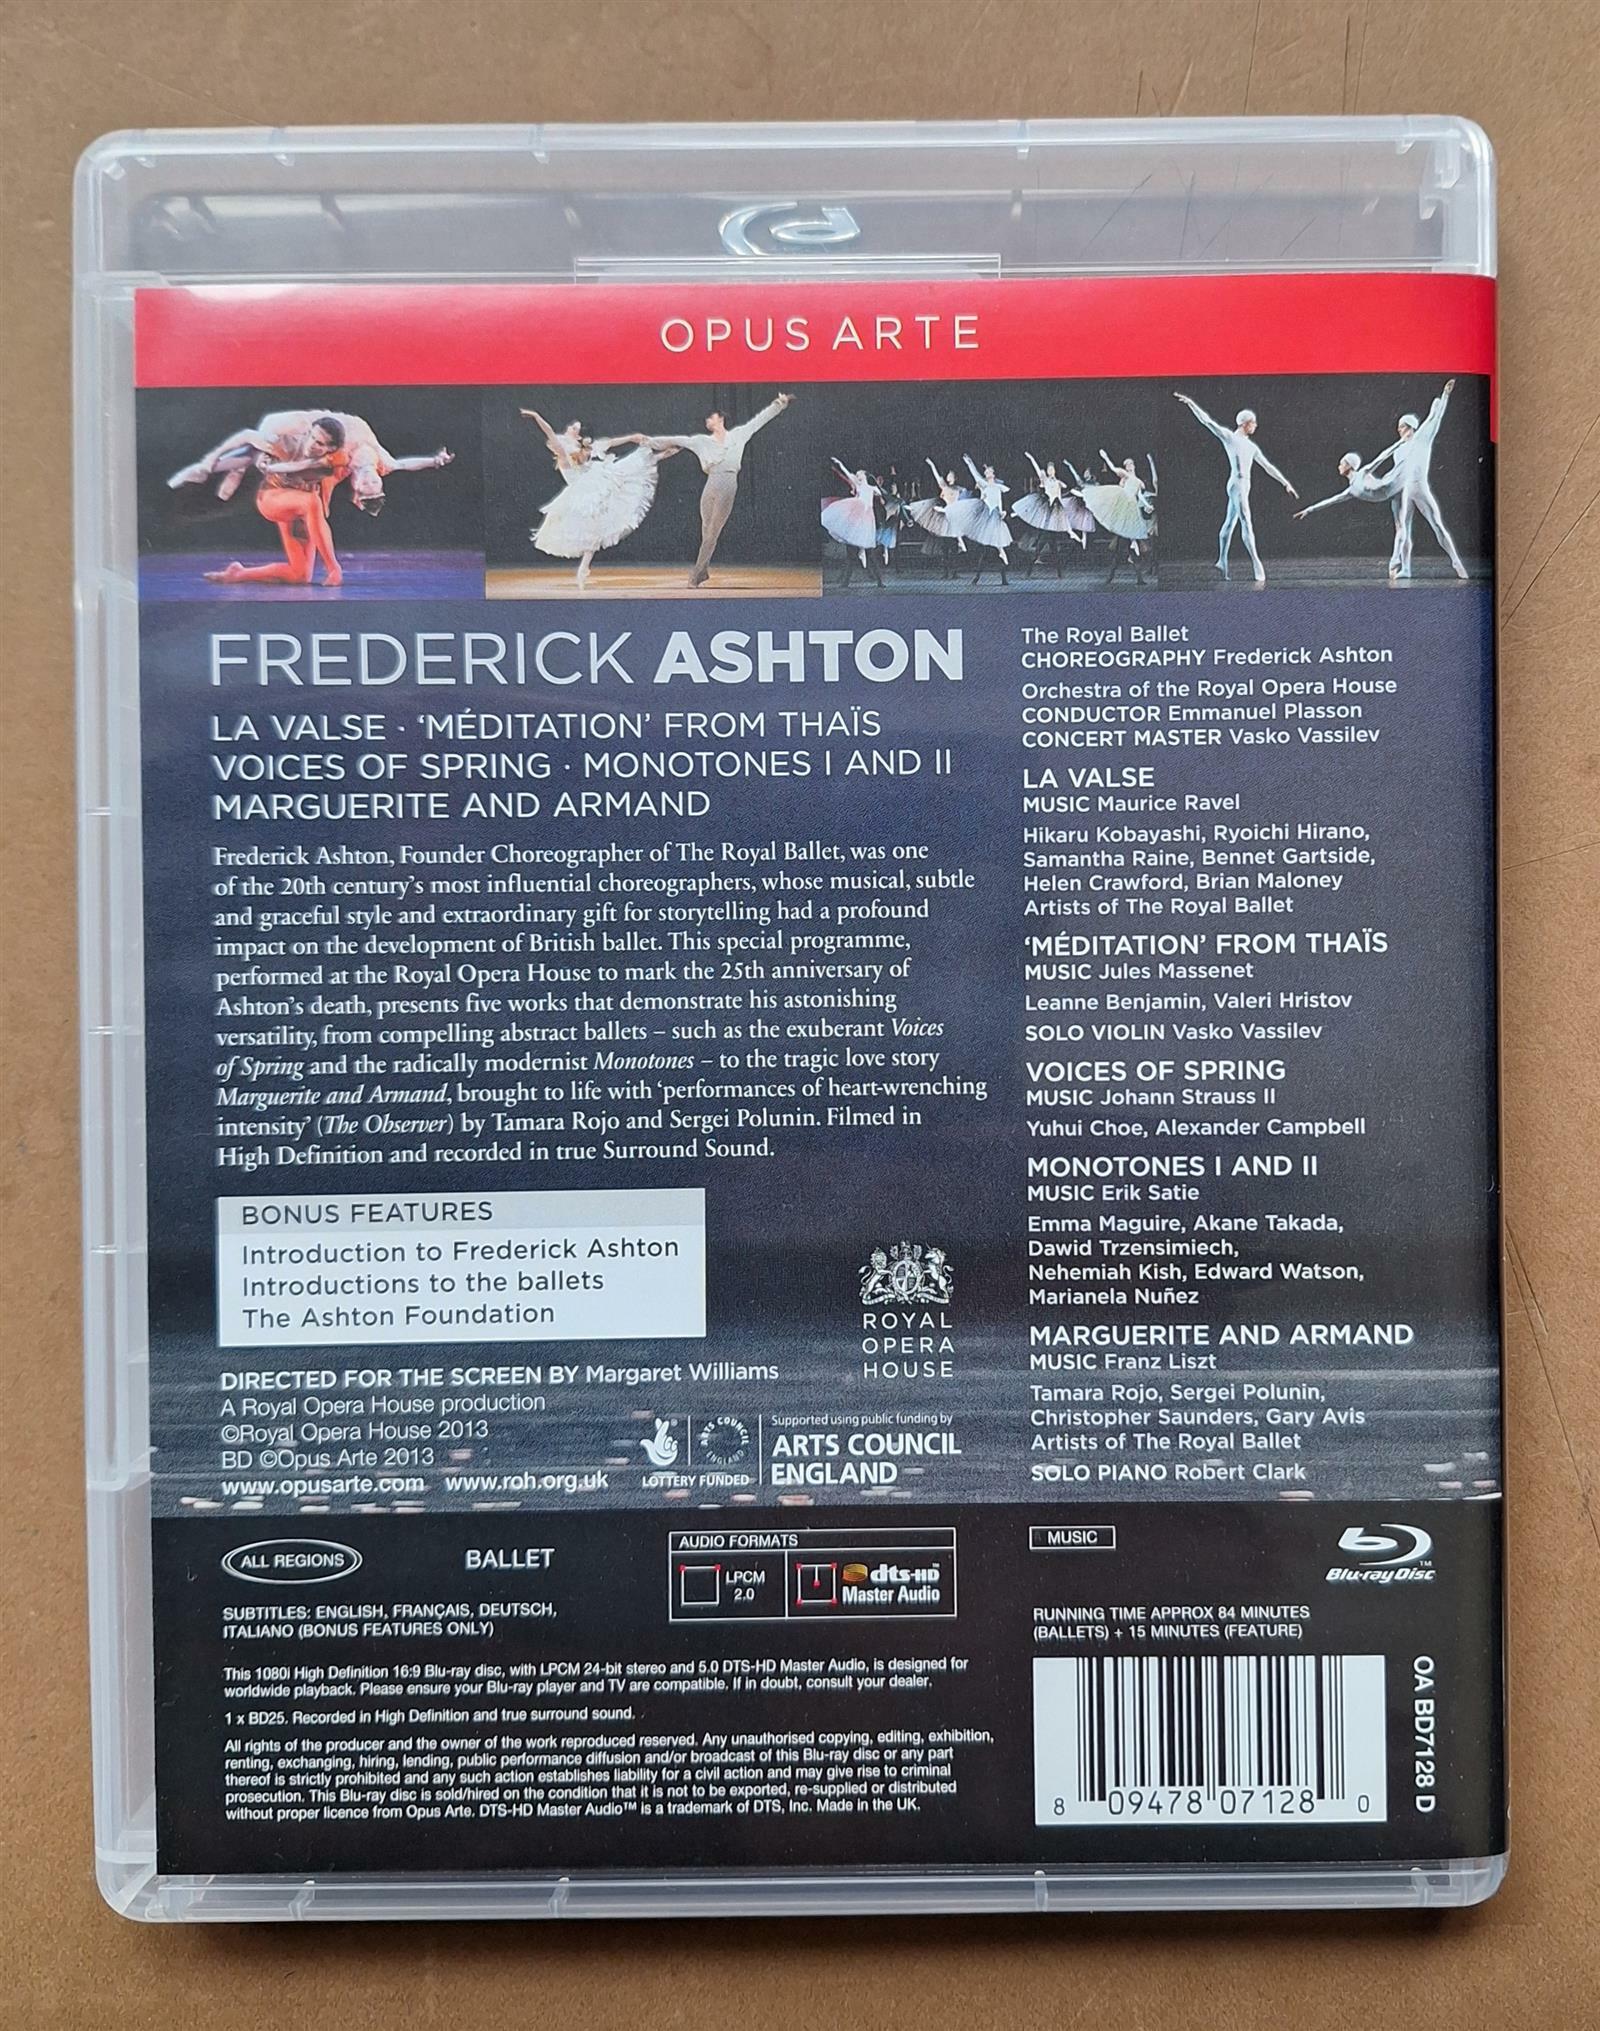 OPUS ARTE
FREDERICK ASHTON
LA VALSE · ‘MÉDITATION’ FROM THAÏS
VOICES OF SPRING · MONOTONES I AND II
MARGUERITE AND ARMAND
Frederick Ashton, Founder Choreographer of The Royal Ballet, was one
of the 20th century’s most influential choreographers, whose musical, subtle
and graceful style and extraordinary gift for storytelling had a profound
impact on the development of British ballet. This special programme,
performed at the Royal Opera House to mark the 25th anniversary of
Ashton’s death, presents five works that demonstrate his astonishing
versatility, from compelling abstract ballets – such as the exuberant Voices
of Spring and the radically modernist Monotones – to the tragic love story
Marguerite and Armand, brought to life with ‘performances of heart-wrenching
intensity’ (The Observer) by Tamara Rojo and Sergei Polunin. Filmed in
High Definition and recorded in true Surround Sound.
BONUS FEATURES
Introduction to Frederick Ashton
Introductions to the ballets
The Ashton Foundation
ROYAL
OPERA
HOUSE
DIRECTED FOR THE SCREEN BY Margaret Williams
A Royal Opera House production
©Royal Opera House 2013
BD ©Opus Arte 2013
www.opusarte.com www.roh.org.uk
LOTTERY FUNDED
ARTS COUNCIL ENGLAND
Supported using public funding by
ARTS COUNCIL
ENGLAND
The Royal Ballet
CHOREOGRAPHY Frederick Ashton
Orchestra of the Royal Opera House
CONDUCTOR Emmanuel Plasson
CONCERT MASTER Vasko Vassilev
LA VALSE
MUSIC Maurice Ravel
Hikaru Kobayashi, Ryoichi Hirano,
Samantha Raine, Bennet Gartside,
Helen Crawford, Brian Maloney
Artists of The Royal Ballet
‘MÉDITATION’ FROM THAÏS
MUSIC Jules Massenet
Leanne Benjamin, Valeri Hristov
SOLO VIOLIN Vasko Vassilev
VOICES OF SPRING
MUSIC Johann Strauss II
Yuhui Choe, Alexander Campbell
MONOTONES I AND II
MUSIC Erik Satie
Emma Maguire, Akane Takada,
Dawid Trzensimiech,
Nehemiah Kish, Edward Watson,
Marianela Nuñez
MARGUERITE AND ARMAND
MUSIC Franz Liszt
Tamara Rojo, Sergei Polunin,
Christopher Saunders, Gary Avis
Artists of The Royal Ballet
SOLO PIANO Robert Clark
ALL REGIONS
BALLET
AUDIO FORMATS
LPCM
2.0
dts-HD™
Master Audio
MUSIC
Blu-ray Disc™
SUBTITLES: ENGLISH, FRANÇAIS, DEUTSCH,
ITALIANO (BONUS FEATURES ONLY)
RUNNING TIME APPROX 84 MINUTES
(BALLETS) + 15 MINUTES (FEATURE)
This 1080i High Definition 16:9 Blu-ray disc, with LPCM 24-bit stereo and 5.0 DTS-HD Master Audio, is designed for
worldwide playback. Please ensure your Blu-ray player and TV are compatible. If in doubt, consult your dealer.
1 x BD25. Recorded in High Definition and true surround sound.
All rights of the producer and the owner of the work reproduced reserved. Any unauthorised copying, editing, exhibition,
renting, exchanging, hiring, lending, public performance diffusion and/or broadcast of this Blu-ray disc or any part
thereof is strictly prohibited and any such action establishes liability for a civil action and may give rise to criminal
prosecution. This Blu-ray disc is sold/hired on the condition that it is not to be exported, re-supplied or distributed
without proper licence from Opus Arte. DTS-HD Master Audio™ is a trademark of DTS, Inc. Made in the UK.
8 09478 07128 0
OA BD7128 D